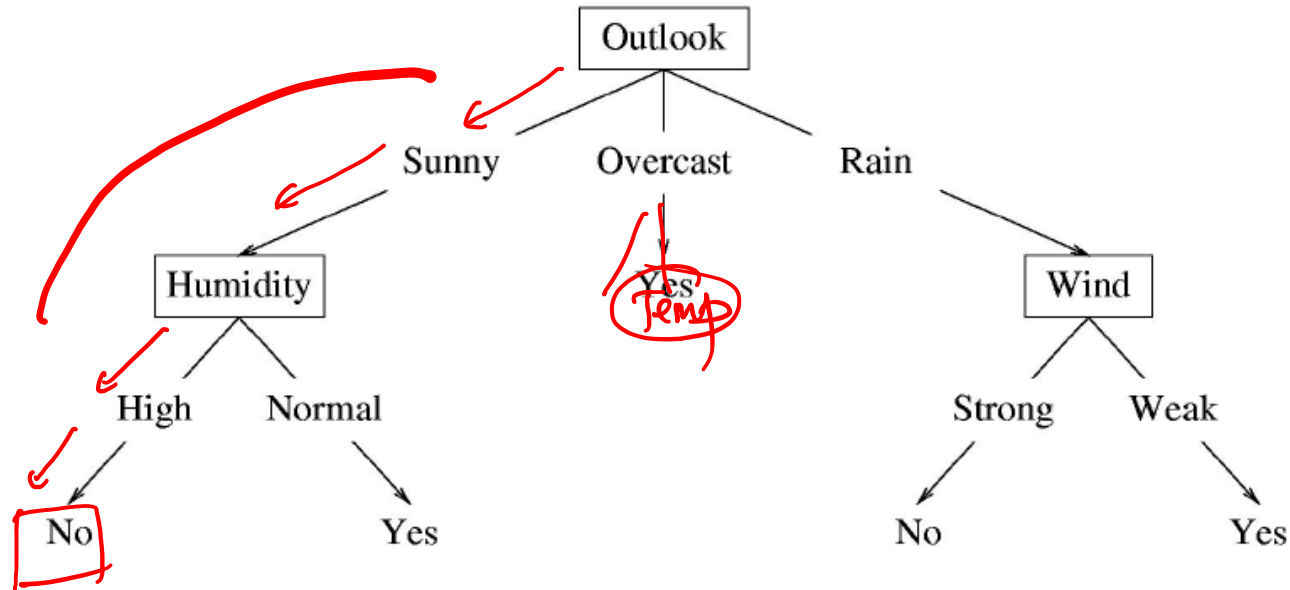 Outlook
Sunny Overcast Rain
Humidity Yes Wind
Temp
High Normal Strong Weak
No Yes No Yes